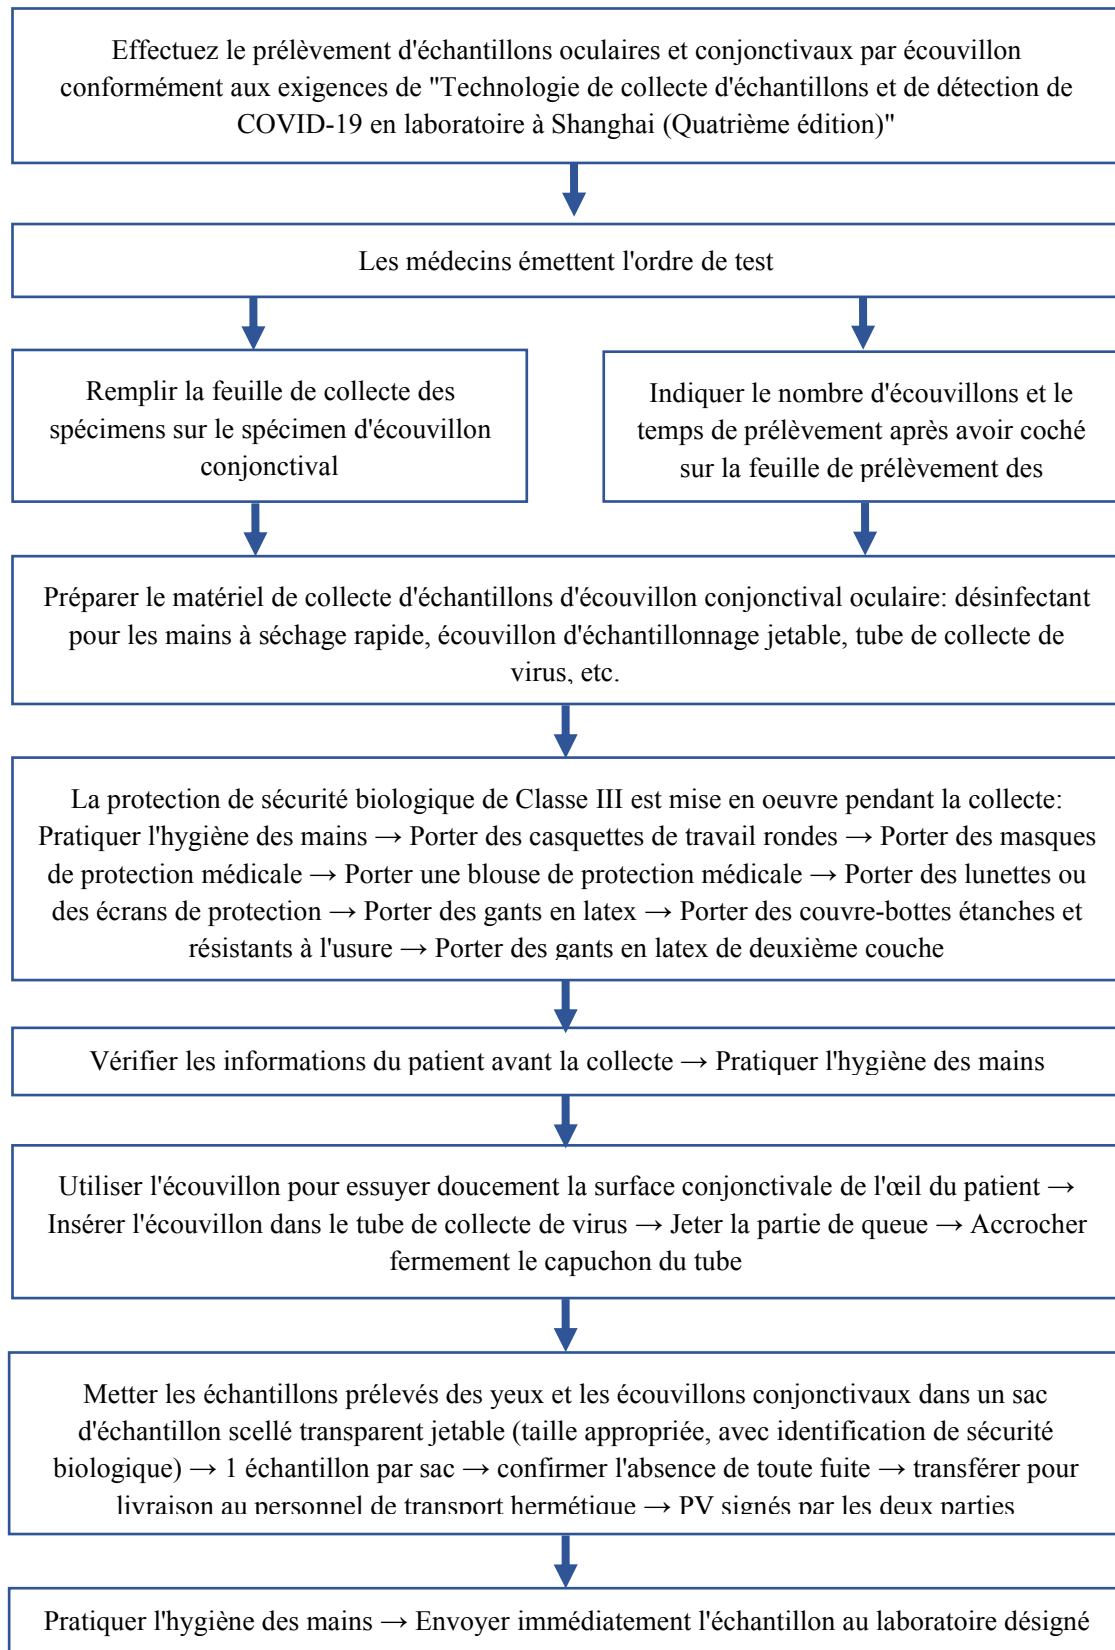 Effectuez le prélèvement d'échantillons oculaires et conjonctivaux par écouvillon
conformément aux exigences de "Technologie de collecte d'échantillons et de détection de
COVID-19 en laboratoire à Shanghai (Quatrième édition)"
Les médecins émettent l'ordre de test
Remplir la feuille de collecte des
spécimens sur le spécimen d'écouvillon
conjonctival
Indiquer le nombre d'écouvillons et le
temps de prélèvement après avoir coché
sur la feuille de prélèvement des
Préparer le matériel de collecte d'échantillons d'écouvillon conjonctival oculaire: désinfectant
pour les mains à séchage rapide, écouvillon d'échantillonnage jetable, tube de collecte de
virus, etc.
La protection de sécurité biologique de Classe III est mise en oeuvre pendant la collecte:
Pratiquer l'hygiène des mains → Porter des casquettes de travail rondes → Porter des masques
de protection médicale → Porter une blouse de protection médicale → Porter des lunettes ou
des écrans de protection → Porter des gants en latex → Porter des couvre-bottes étanches et
résistants à l'usure → Porter des gants en latex de deuxième couche
Vérifier les informations du patient avant la collecte → Pratiquer l'hygiène des mains
Utiliser l'écouvillon pour essuyer doucement la surface conjonctivale de l'œil du patient →
Insérer l'écouvillon dans le tube de collecte de virus → Jeter la partie de queue → Accrocher
fermement le capuchon du tube
Metter les échantillons prélevés des yeux et les écouvillons conjonctivaux dans un sac
d'échantillon scellé transparent jetable (taille appropriée, avec identification de sécurité
biologique) → 1 échantillon par sac → confirmer l'absence de toute fuite → transférer pour
livraison au personnel de transport hermétique → PV signés par les deux parties
Pratiquer l'hygiène des mains → Envoyer immédiatement l'échantillon au laboratoire désigné